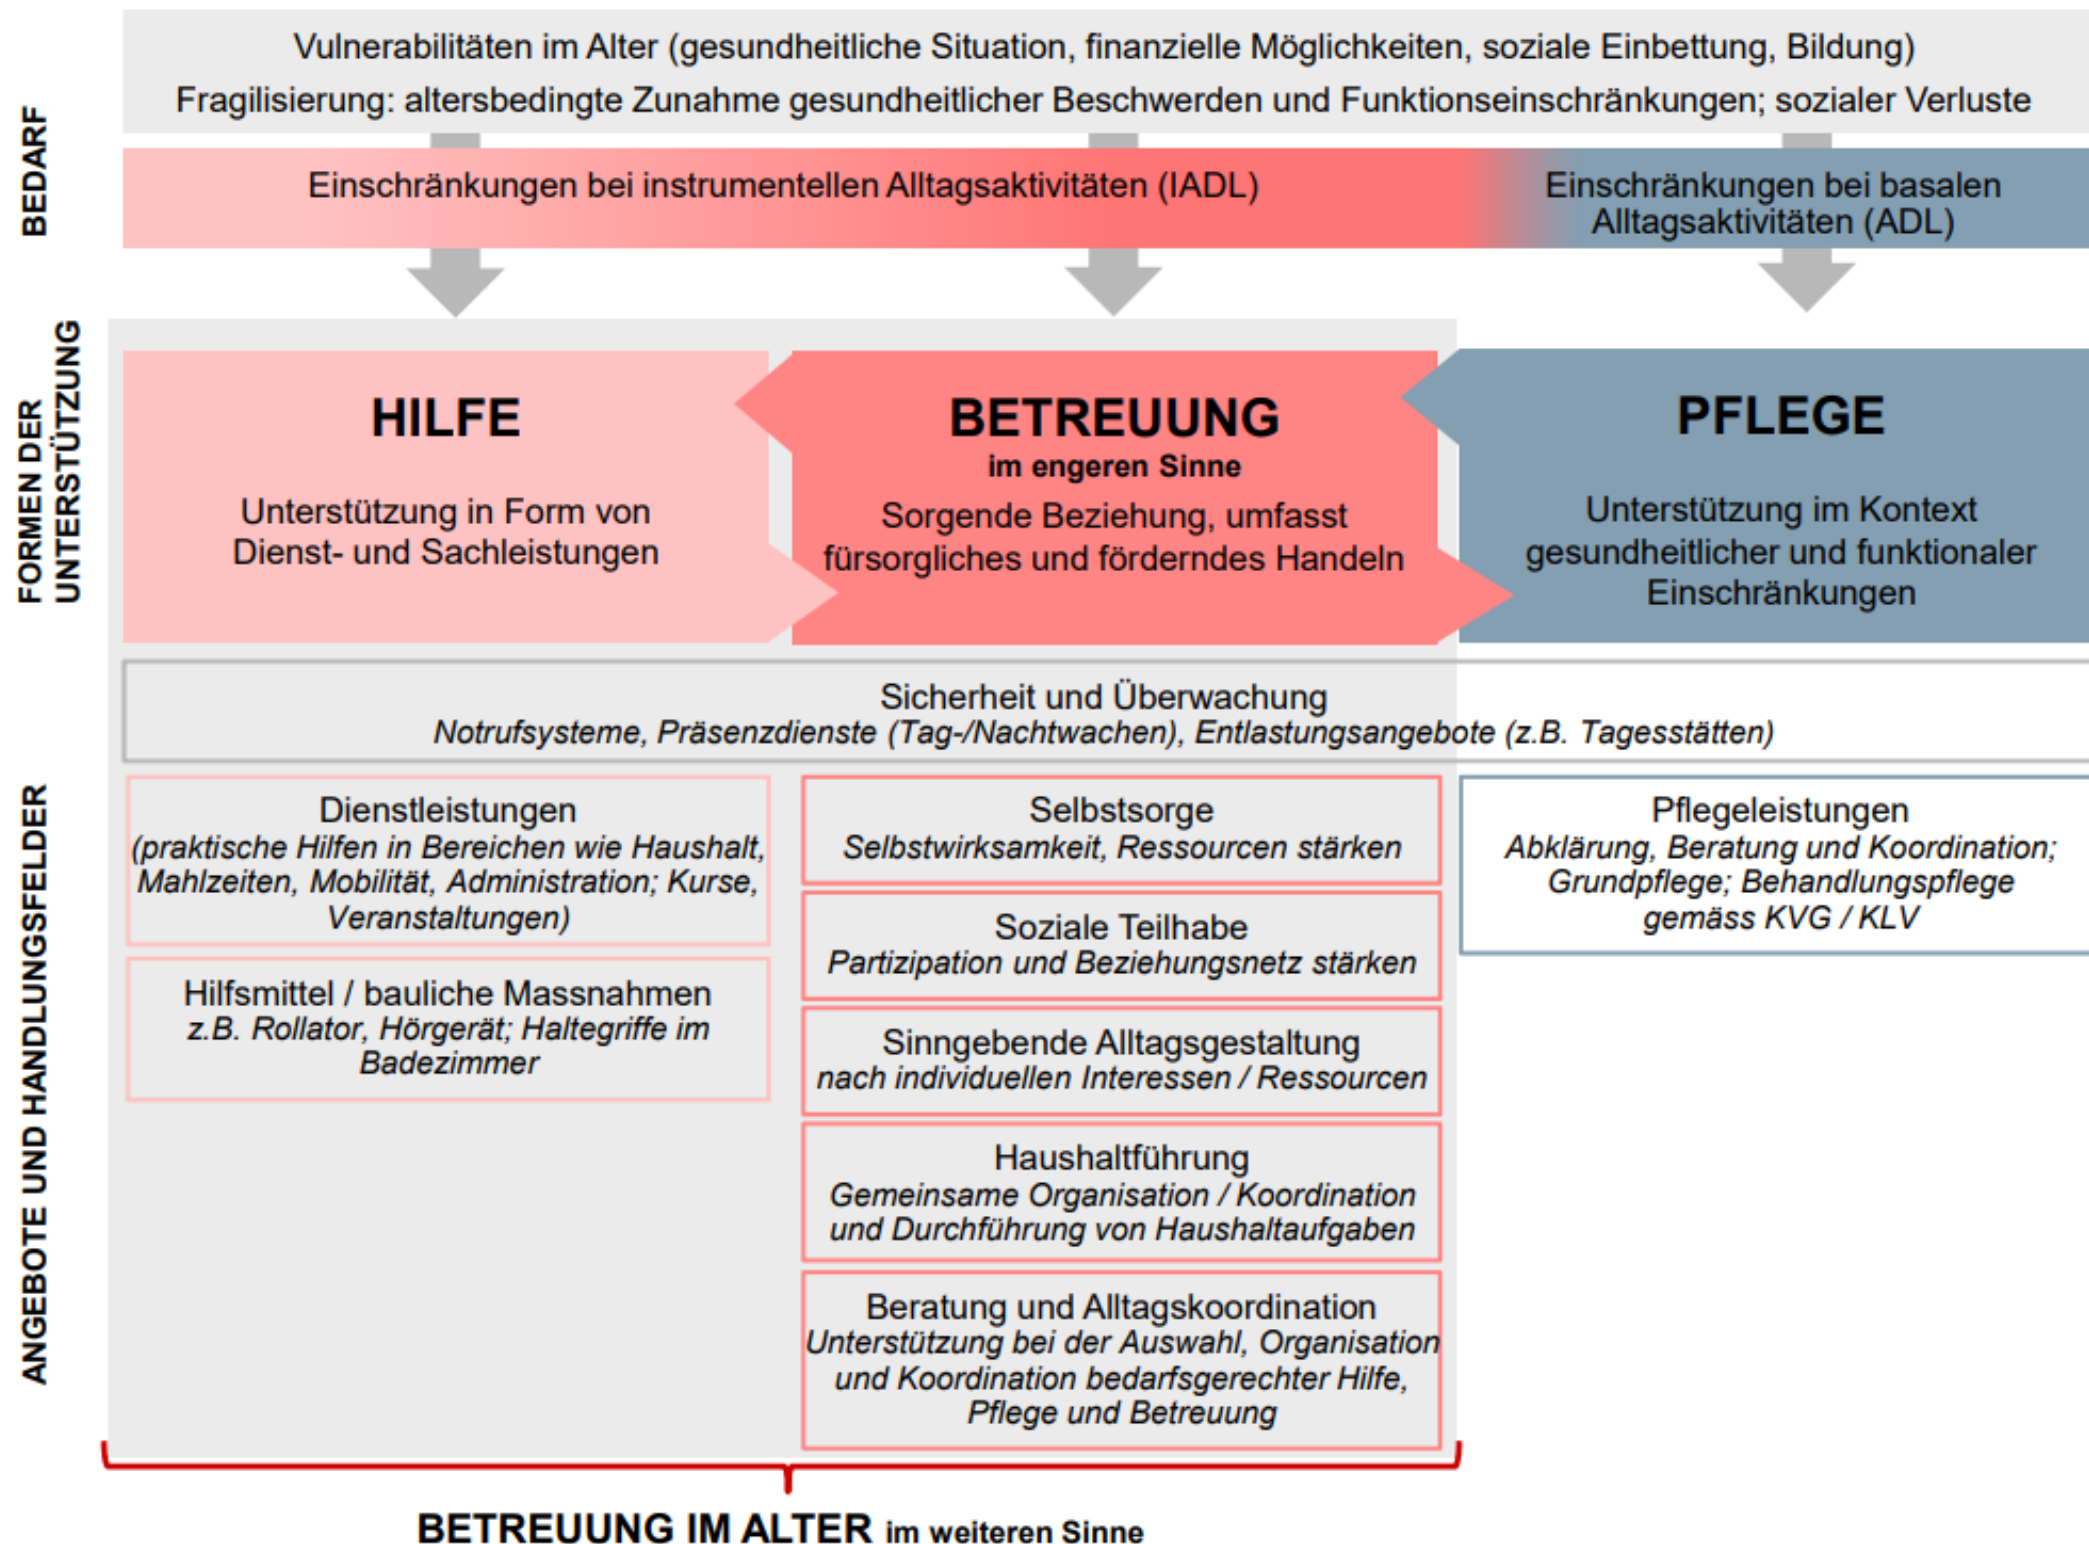 Vulnerabilitäten im Alter (gesundheitliche Situation, finanzielle Möglichkeiten, soziale Einbettung, Bildung)
Fragilisierung: altersbedingte Zunahme gesundheitlicher Beschwerden und Funktionseinschränkungen; sozialer Verluste
BEDARF
Einschränkungen bei instrumentellen Alltagsaktivitäten (IADL)
Einschränkungen bei basalen
Alltagsaktivitäten (ADL)
FORMEN DER
UNTERSTÜTZUNG
HILFE
Unterstützung in Form von
Dienst- und Sachleistungen
BETREUUNG
im engeren Sinne
Sorgende Beziehung, umfasst
fürsorgliches und förderndes Handeln
PFLEGE
Unterstützung im Kontext
gesundheitlicher und funktionaler
Einschränkungen
ANGEBOTE UND HANDLUNGSFELDER
Sicherheit und Überwachung
Notrufsysteme, Präsenzdienste (Tag-/Nachtwachen), Entlastungsangebote (z.B. Tagesstätten)
Dienstleistungen
(praktische Hilfen in Bereichen wie Haushalt,
Mahlzeiten, Mobilität, Administration; Kurse,
Veranstaltungen)
Hilfsmittel / bauliche Massnahmen
z.B. Rollator, Hörgerät; Haltegriffe im
Badezimmer
Selbstsorge
Selbstwirksamkeit, Ressourcen stärken
Soziale Teilhabe
Partizipation und Beziehungsnetz stärken
Sinngebende Alltagsgestaltung
nach individuellen Interessen / Ressourcen
Haushaltführung
Gemeinsame Organisation / Koordination
und Durchführung von Haushaltaufgaben
Beratung und Alltagskoordination
Unterstützung bei der Auswahl, Organisation
und Koordination bedarfsgerechter Hilfe,
Pflege und Betreuung
Pflegeleistungen
Abklärung, Beratung und Koordination;
Grundpflege; Behandlungspflege
gemäss KVG / KLV
BETREUUNG IM ALTER im weiteren Sinne